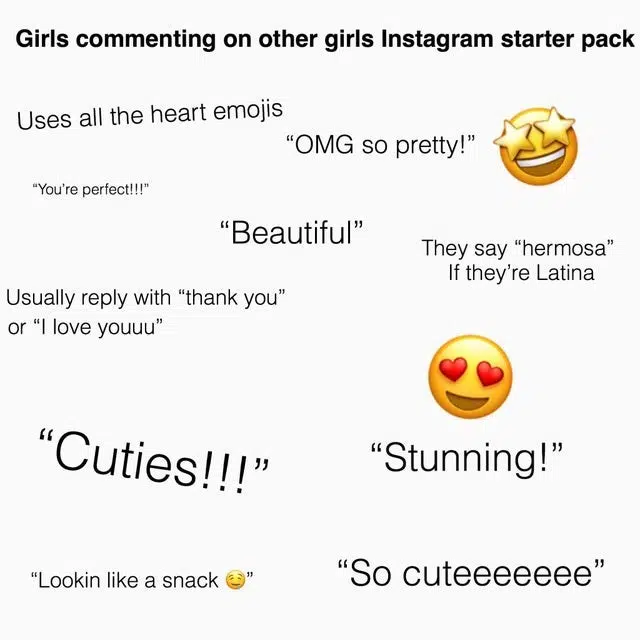 Girls commenting on other girls Instagram starter pack
Uses all the heart emojis
“OMG so pretty!”
“You’re perfect!!!”
“Beautiful”
They say “hermosa”
If they’re Latina
Usually reply with “thank you”
or “I love youuu”
“Cuties!!!”
“Stunning!”
“Lookin like a snack 🤤”
“So cuteeeeeee”